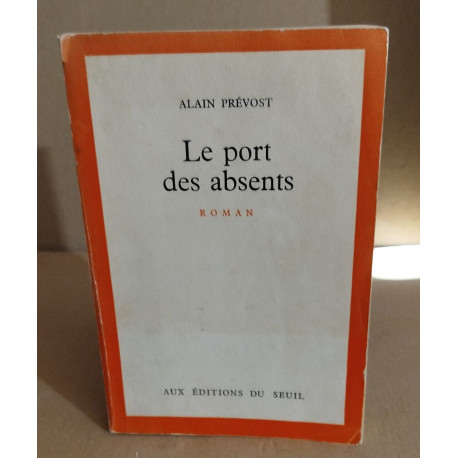 ALAIN PRÉVOST
Le port
des absents
ROMAN
AUX ÉDITIONS DU SEUIL